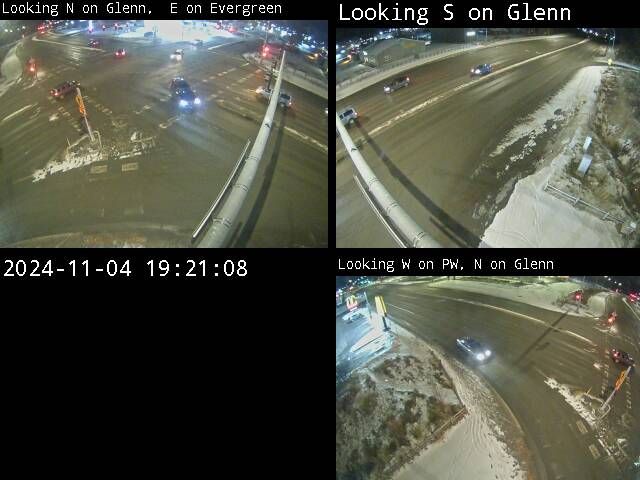 Looking N on Glenn,  E on Evergreen
Looking S on Glenn
2024-11-04 19:21:08
Looking W on PW, N on Glenn